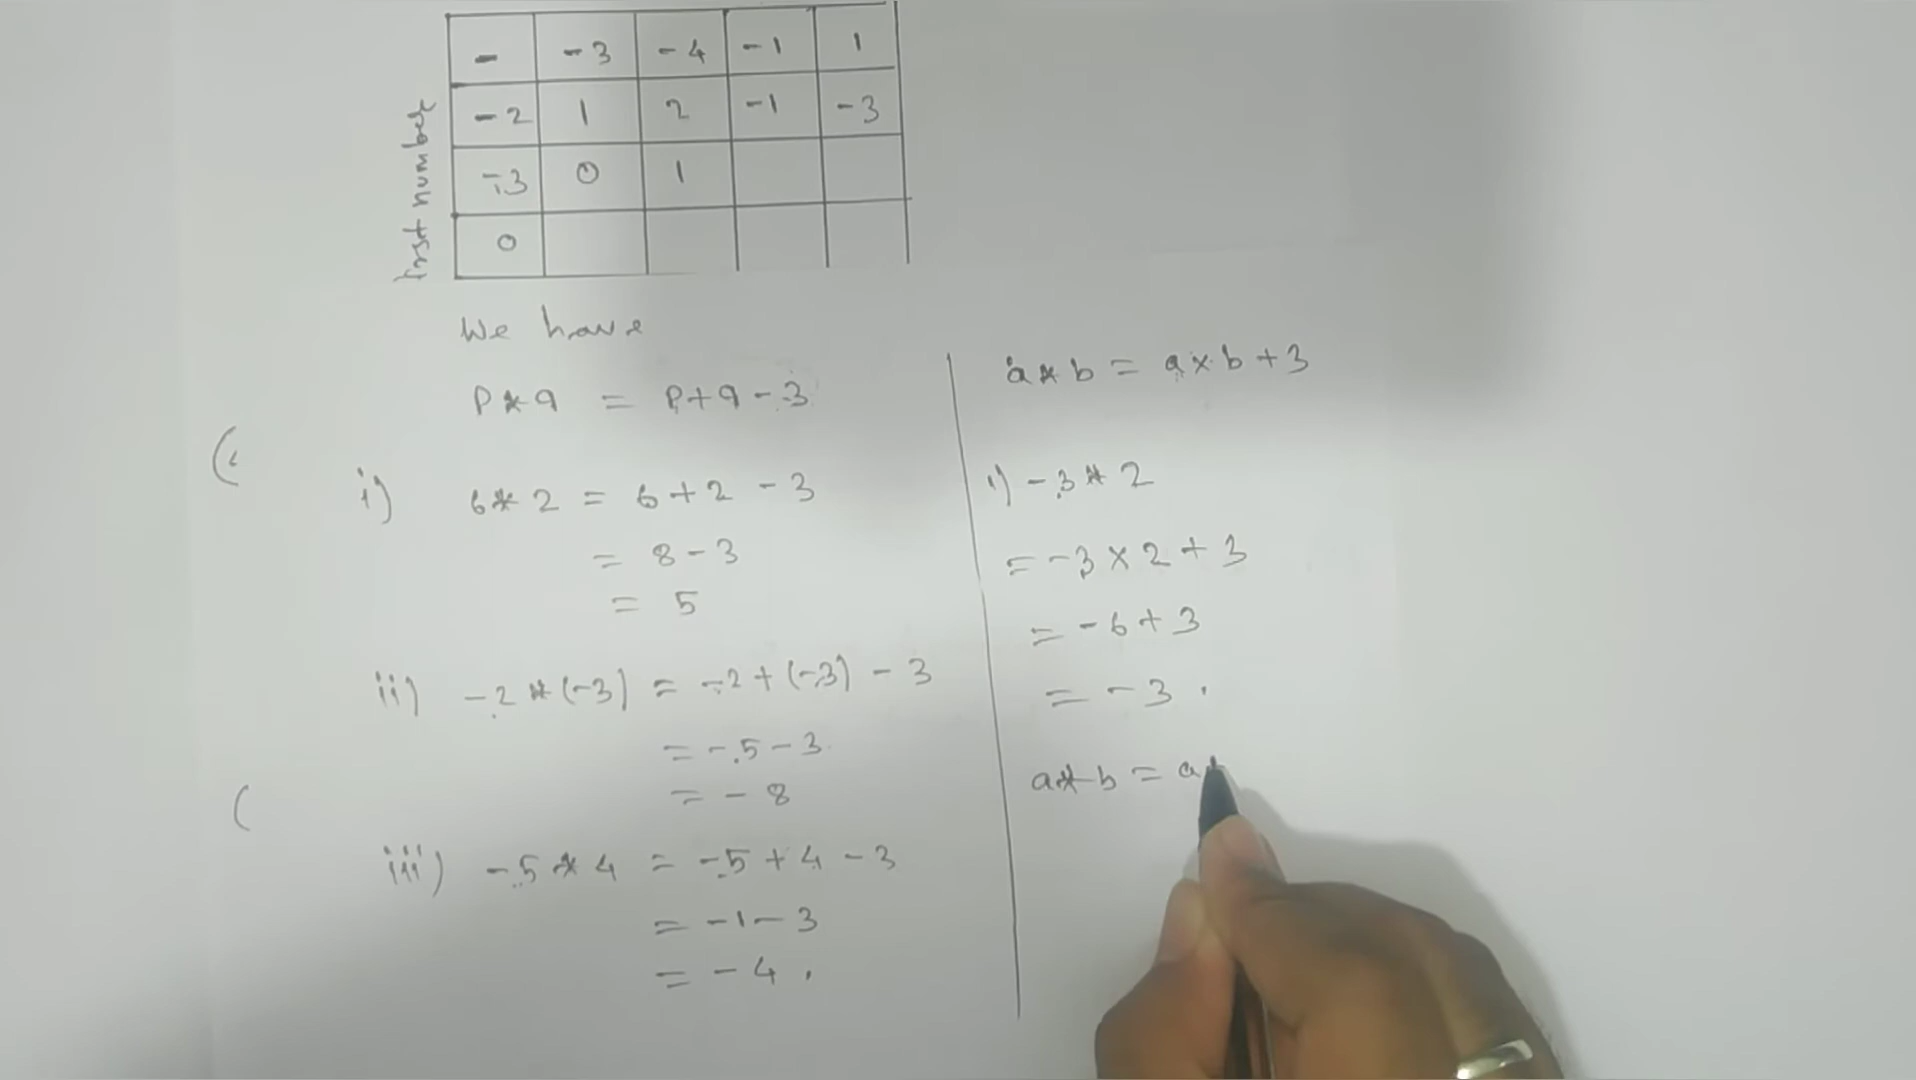 - -3 -4 -1 1
-2 1 2 -1 -3
-3 0 1
0
first number
We have
p * q = p + q - 3
i) 6 * 2 = 6 + 2 - 3
= 8 - 3
= 5
ii) -2 * (-3) = -2 + (-3) - 3
= -5 - 3
= - 8
iii) -5 * 4 = -5 + 4 - 3
= -1 - 3
= - 4 .
a * b = a × b + 3
i) -3 * 2
= -3 × 2 + 3
= -6 + 3
= - 3 .
a * b = a